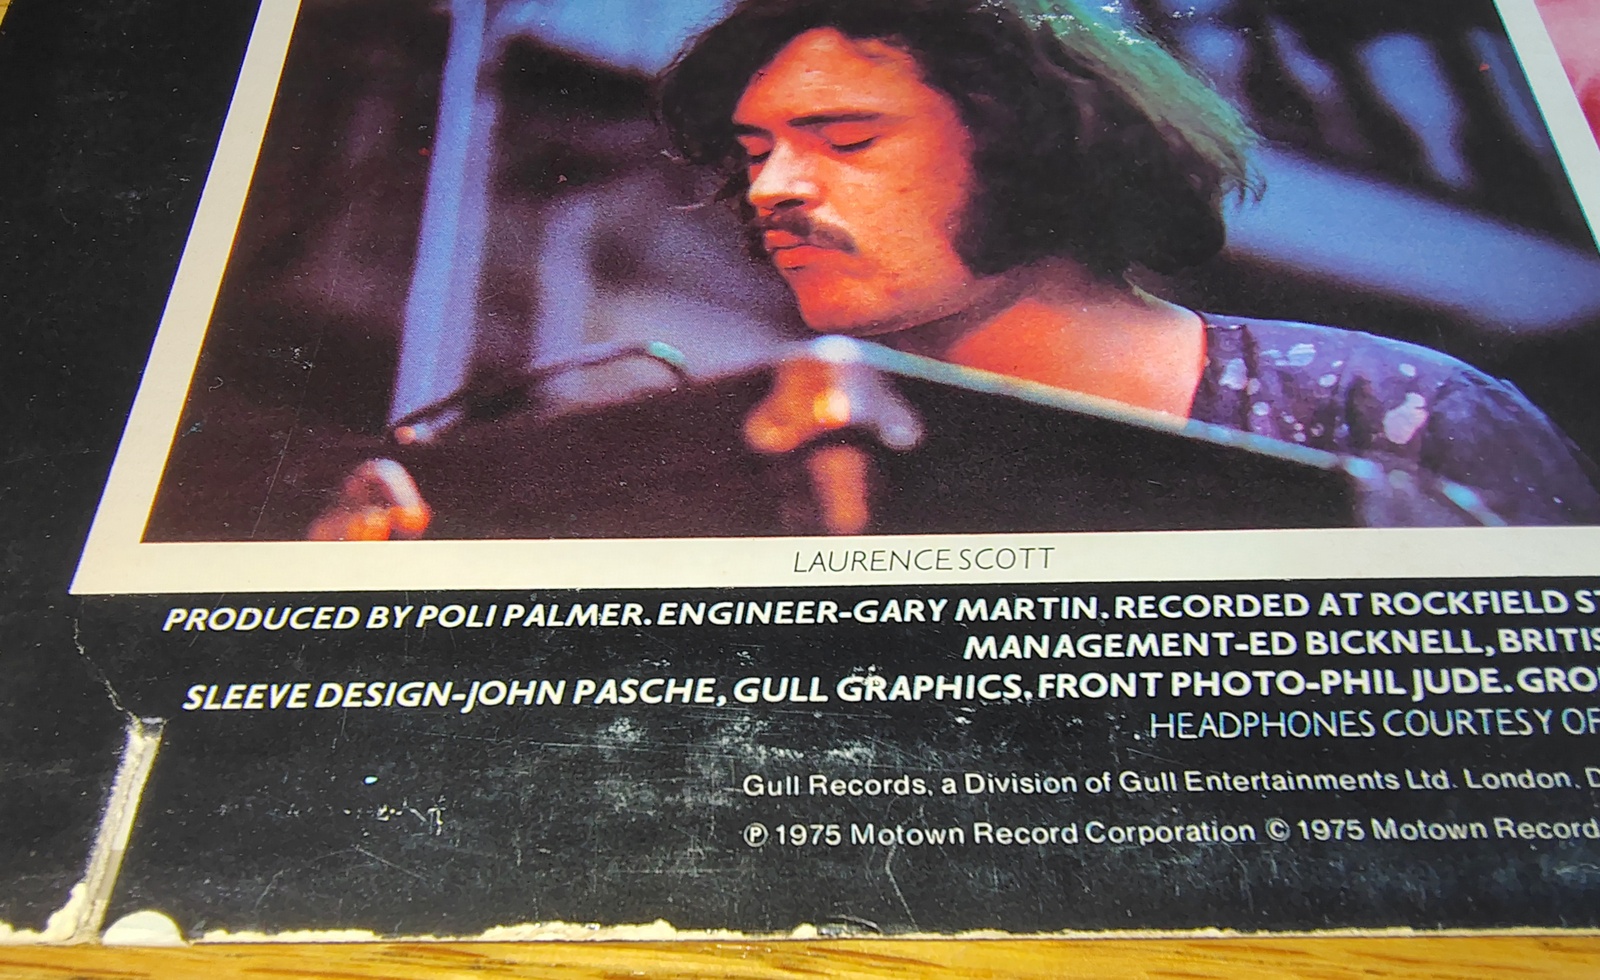 LAURENCE SCOTT
PRODUCED BY POLI PALMER. ENGINEER-GARY MARTIN. RECORDED AT ROCKFIELD
MANAGEMENT-ED BICKNELL, BRITIS
SLEEVE DESIGN-JOHN PASCHE, GULL GRAPHICS. FRONT PHOTO-PHIL JUDE. GRO
HEADPHONES COURTESY OF
Gull Records, a Division of Gull Entertainments Ltd. London.
℗ 1975 Motown Record Corporation © 1975 Motown Record